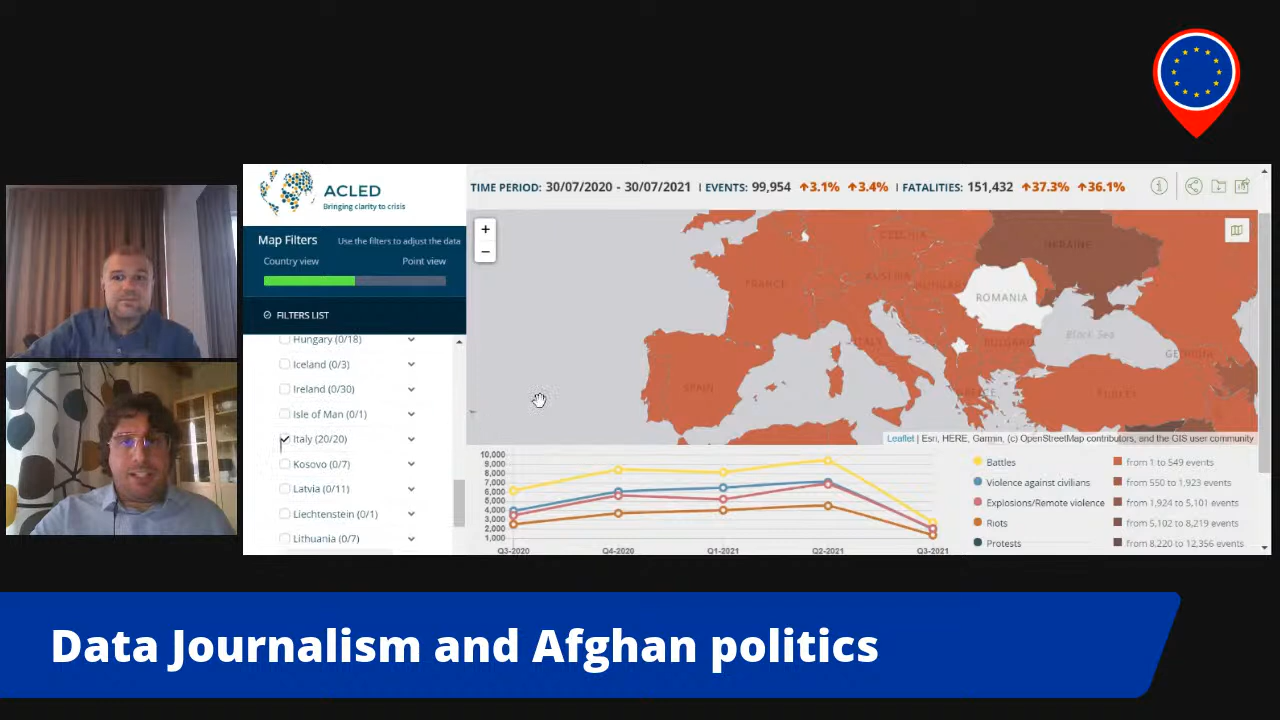 ACLED
Bringing clarity to crisis
TIME PERIOD: 30/07/2020 - 30/07/2021 | EVENTS: 99,954 ↑3.1% ↑3.4% | FATALITIES: 151,432 ↑37.3% ↑36.1%
Map Filters Use the filters to adjust the data
Country view Point view
FILTERS LIST
Hungary (0/18)
Iceland (0/3)
Ireland (0/30)
Isle of Man (0/1)
Italy (20/20)
Kosovo (0/7)
Latvia (0/11)
Liechtenstein (0/1)
Lithuania (0/7)
+
−
CZECHIA
UKRAINE
FRANCE
AUSTRIA
HUNGARY
ROMANIA
ITALY
BULGARIA
Black Sea
GEORGIA
SPAIN
GREECE
TURKEY
Leaflet | Esri, HERE, Garmin, (c) OpenStreetMap contributors, and the GIS user community
10,000
9,000
8,000
7,000
6,000
5,000
4,000
3,000
2,000
1,000
Q3-2020 Q4-2020 Q1-2021 Q2-2021 Q3-2021
Battles
Violence against civilians
Explosions/Remote violence
Riots
Protests
from 1 to 549 events
from 550 to 1,923 events
from 1,924 to 5,101 events
from 5,102 to 8,219 events
from 8,220 to 12,356 events
Data Journalism and Afghan politics